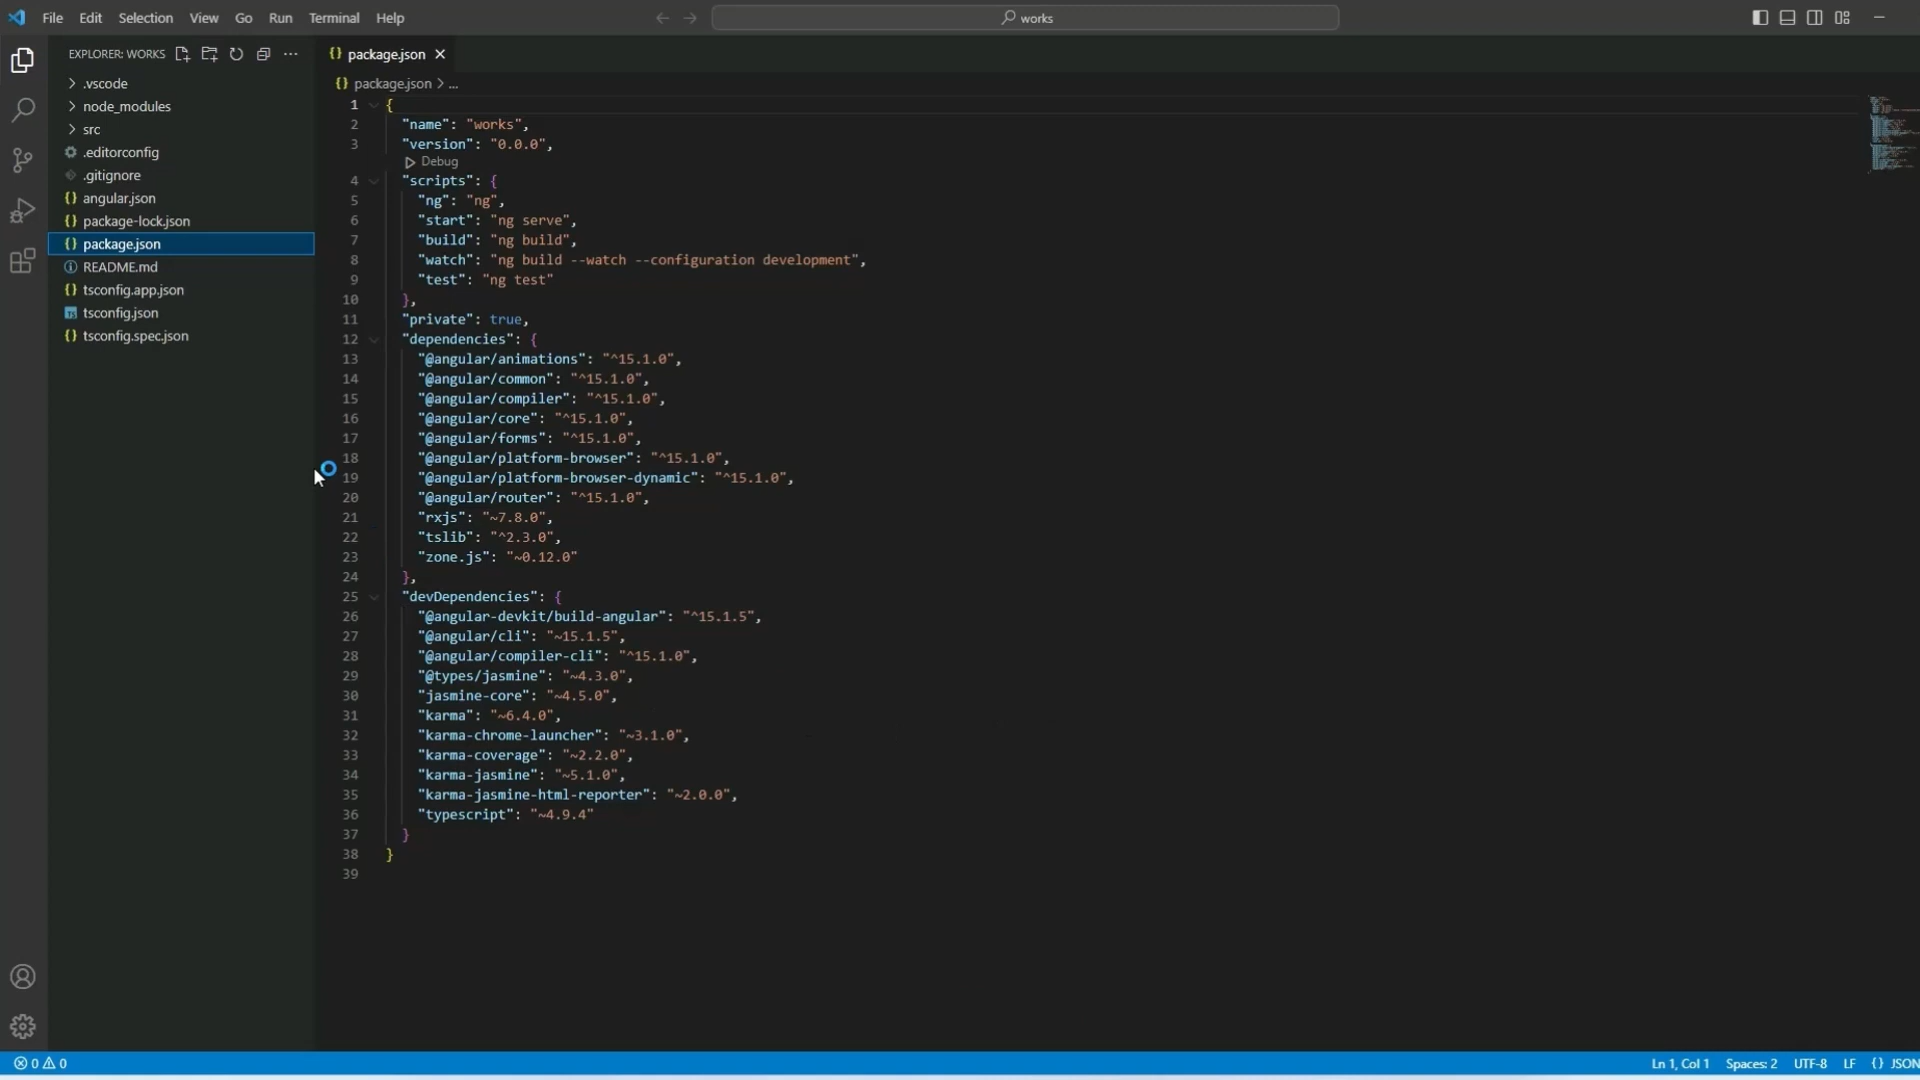 File Edit Selection View Go Run Terminal Help
works
EXPLORER: WORKS
.vscode
node_modules
src
.editorconfig
.gitignore
angular.json
package-lock.json
package.json
README.md
tsconfig.app.json
tsconfig.json
tsconfig.spec.json
package.json
package.json > ...
1 {
2 "name": "works",
3 "version": "0.0.0",
Debug
4 "scripts": {
5 "ng": "ng",
6 "start": "ng serve",
7 "build": "ng build",
8 "watch": "ng build --watch --configuration development",
9 "test": "ng test"
10 },
11 "private": true,
12 "dependencies": {
13 "@angular/animations": "^15.1.0",
14 "@angular/common": "^15.1.0",
15 "@angular/compiler": "^15.1.0",
16 "@angular/core": "^15.1.0",
17 "@angular/forms": "^15.1.0",
18 "@angular/platform-browser": "^15.1.0",
19 "@angular/platform-browser-dynamic": "^15.1.0",
20 "@angular/router": "^15.1.0",
21 "rxjs": "~7.8.0",
22 "tslib": "^2.3.0",
23 "zone.js": "~0.12.0"
24 },
25 "devDependencies": {
26 "@angular-devkit/build-angular": "^15.1.5",
27 "@angular/cli": "~15.1.5",
28 "@angular/compiler-cli": "^15.1.0",
29 "@types/jasmine": "~4.3.0",
30 "jasmine-core": "~4.5.0",
31 "karma": "~6.4.0",
32 "karma-chrome-launcher": "~3.1.0",
33 "karma-coverage": "~2.2.0",
34 "karma-jasmine": "~5.1.0",
35 "karma-jasmine-html-reporter": "~2.0.0",
36 "typescript": "~4.9.4"
37 }
38 }
39
0 0 Ln 1, Col 1 Spaces: 2 UTF-8 LF {} JSON